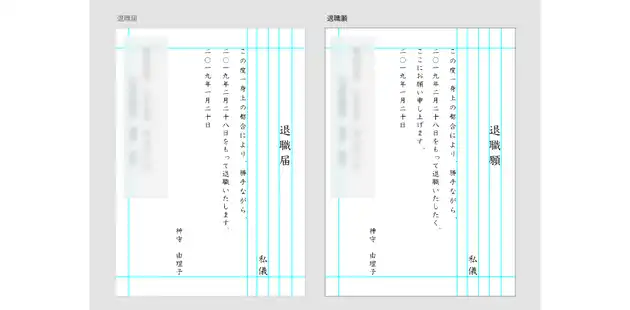 退職届
退職届
私儀
この度一身上の都合により、勝手ながら、
二〇一九年二月二十八日をもって退職いたします。
二〇一九年一月二十日
神守 由理子
退職願
退職願
私儀
この度一身上の都合により、勝手ながら、
二〇一九年二月二十八日をもって退職いたしたく、
ここにお願い申し上げます。
二〇一九年一月二十日
神守 由理子